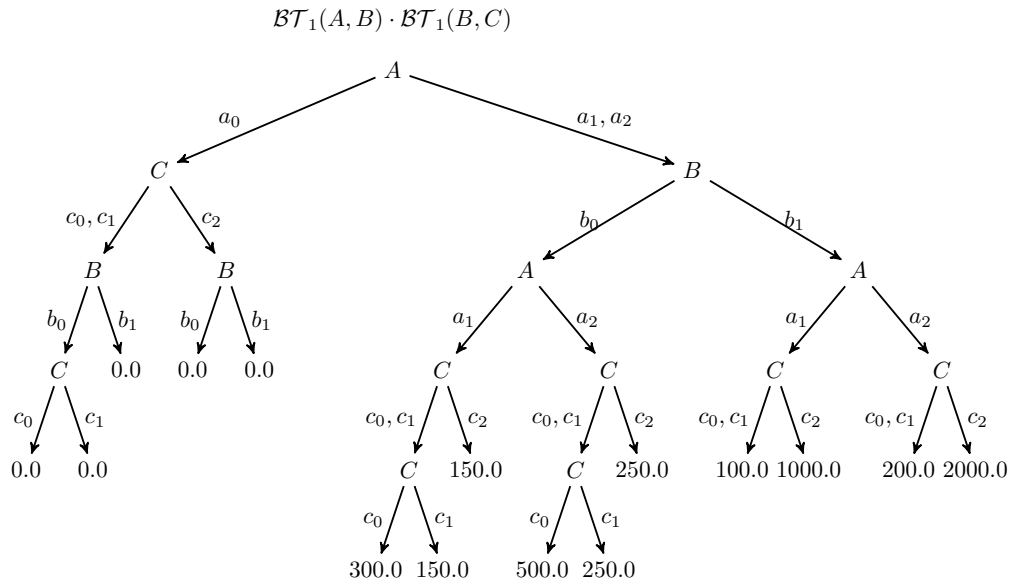 𝓑𝓣₁(A, B) · 𝓑𝓣₁(B, C)
A
a₀ a₁, a₂
C B
c₀, c₁ c₂ b₀ b₁
B B A A
b₀ b₁ b₀ b₁ a₁ a₂ a₁ a₂
C 0.0 0.0 0.0 C C C C
c₀ c₁ c₀, c₁ c₂ c₀, c₁ c₂ c₀, c₁ c₂ c₀, c₁ c₂
0.0 0.0 C 150.0 C 250.0 100.0 1000.0 200.0 2000.0
c₀ c₁ c₀ c₁
300.0 150.0 500.0 250.0